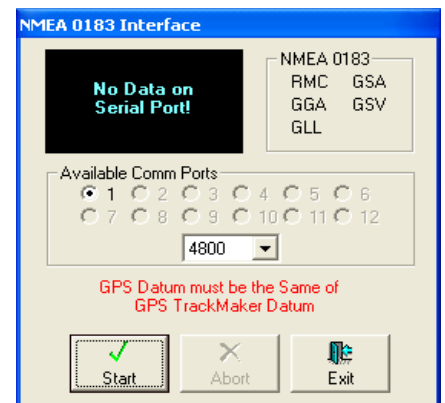 NMEA 0183 Interface
No Data on
Serial Port!
NMEA 0183
RMC GSA
GGA GSV
GLL
Available Comm Ports
1 2 3 4 5 6
7 8 9 10 11 12
4800
GPS Datum must be the Same of
GPS TrackMaker Datum
Start Abort Exit